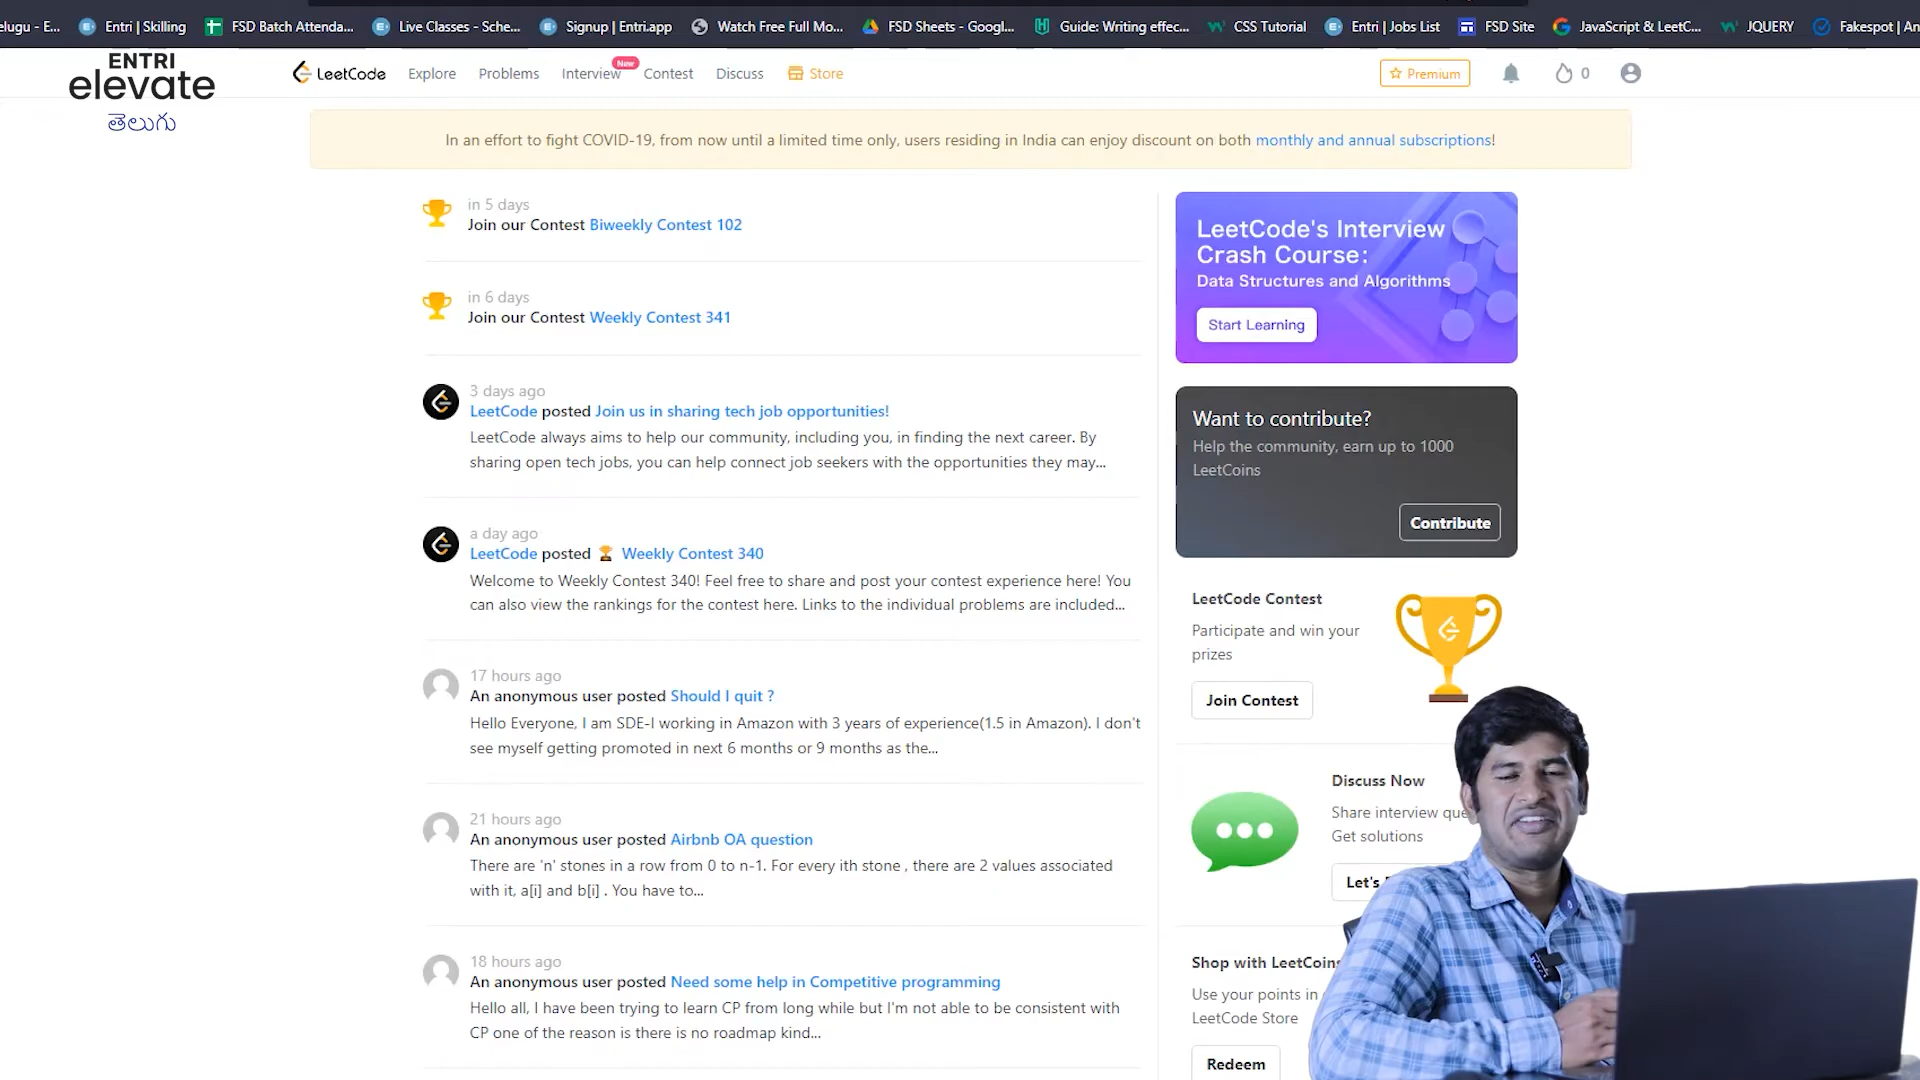 elugu - E...
Entri | Skilling
FSD Batch Attenda...
Live Classes - Sche...
Signup | Entri.app
Watch Free Full Mo...
FSD Sheets - Googl...
Guide: Writing effec...
CSS Tutorial
Entri | Jobs List
FSD Site
JavaScript & LeetC...
JQUERY
Fakespot | An
ENTRI
elevate
తెలుగు
LeetCode
Explore
Problems
Interview
New
Contest
Discuss
Store
Premium
0
In an effort to fight COVID-19, from now until a limited time only, users residing in India can enjoy discount on both monthly and annual subscriptions!
in 5 days
Join our Contest Biweekly Contest 102
in 6 days
Join our Contest Weekly Contest 341
3 days ago
LeetCode posted Join us in sharing tech job opportunities!
LeetCode always aims to help our community, including you, in finding the next career. By
sharing open tech jobs, you can help connect job seekers with the opportunities they may...
a day ago
LeetCode posted 🏆 Weekly Contest 340
Welcome to Weekly Contest 340! Feel free to share and post your contest experience here! You
can also view the rankings for the contest here. Links to the individual problems are included...
17 hours ago
An anonymous user posted Should I quit ?
Hello Everyone, I am SDE-I working in Amazon with 3 years of experience(1.5 in Amazon). I don't
see myself getting promoted in next 6 months or 9 months as the...
21 hours ago
An anonymous user posted Airbnb OA question
There are 'n' stones in a row from 0 to n-1. For every ith stone , there are 2 values associated
with it, a[i] and b[i] . You have to...
18 hours ago
An anonymous user posted Need some help in Competitive programming
Hello all, I have been trying to learn CP from long while but I'm not able to be consistent with
CP one of the reason is there is no roadmap kind...
LeetCode's Interview
Crash Course:
Data Structures and Algorithms
Start Learning
Want to contribute?
Help the community, earn up to 1000
LeetCoins
Contribute
LeetCode Contest
Participate and win your
prizes
Join Contest
Discuss Now
Share interview que
Get solutions
Let's
Shop with LeetCoins
Use your points in
LeetCode Store
Redeem